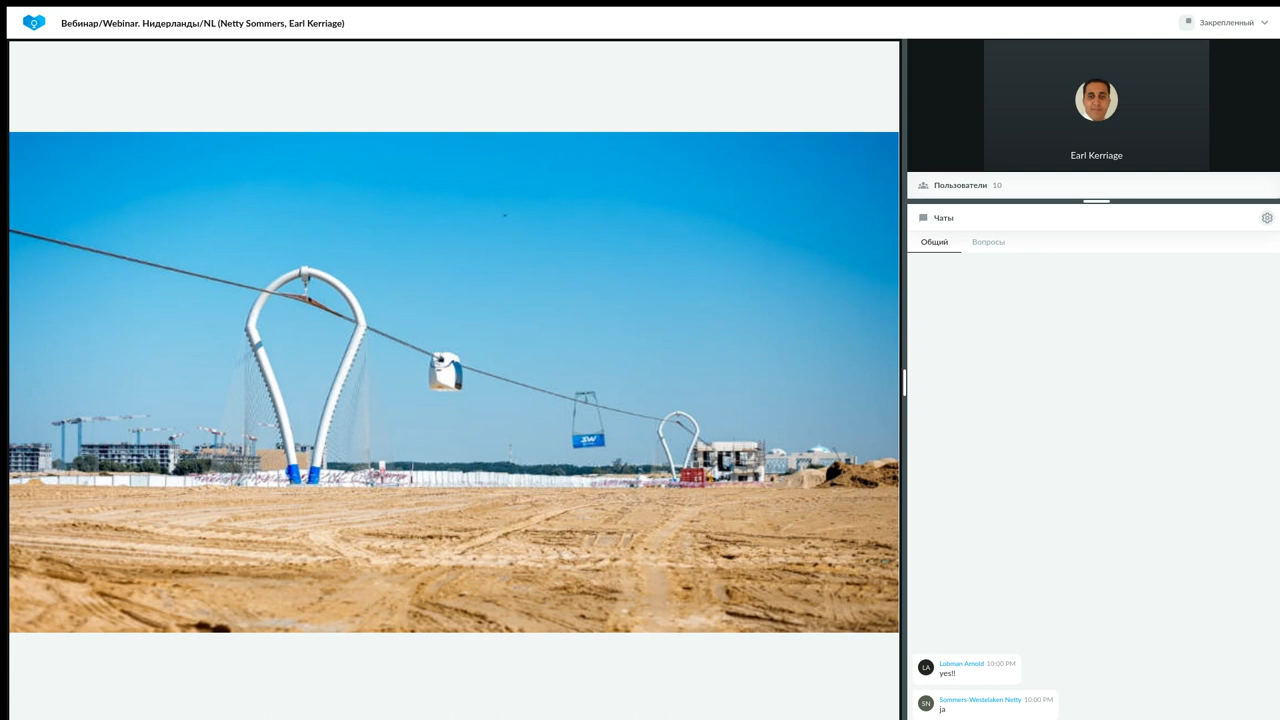 Вебинар/Webinar. Нидерланды/NL (Netty Sommers, Earl Kerriage)
Закрепленный
Earl Kerriage
Пользователи 10
Чаты
Общий Вопросы
SW
LA
Lobman Arnold 10:00 PM
yes!!
SN
Sommers-Westelaken Netty 10:00 PM
ja